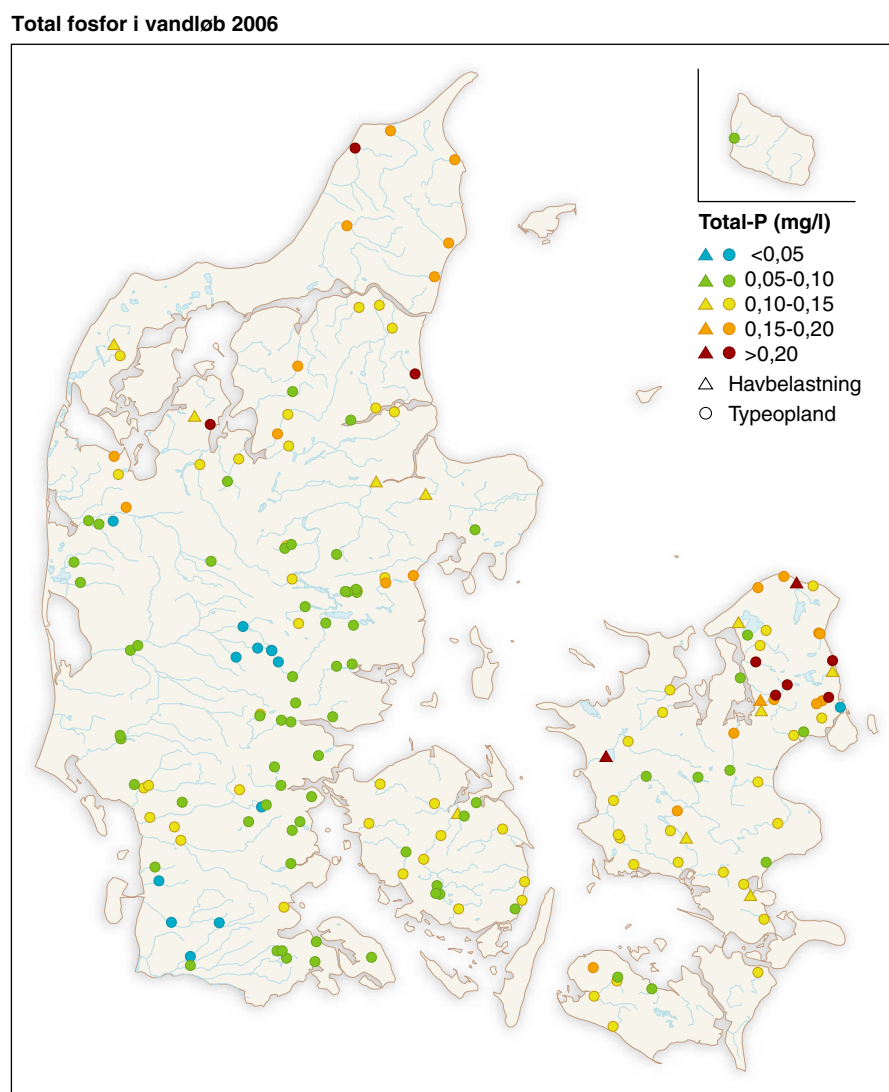 Total fosfor i vandløb 2006
Total-P (mg/l)
<0,05
0,05-0,10
0,10-0,15
0,15-0,20
>0,20
Havbelastning
Typeopland